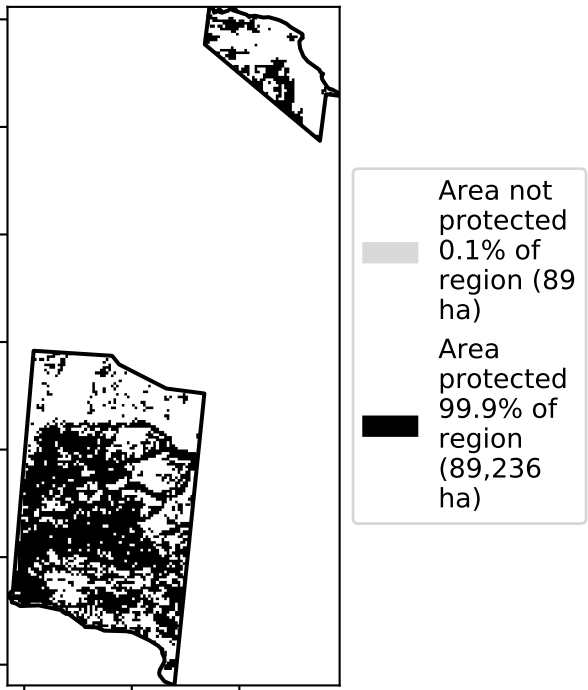 Area not
protected
0.1% of
region (89
ha)
Area
protected
99.9% of
region
(89,236
ha)